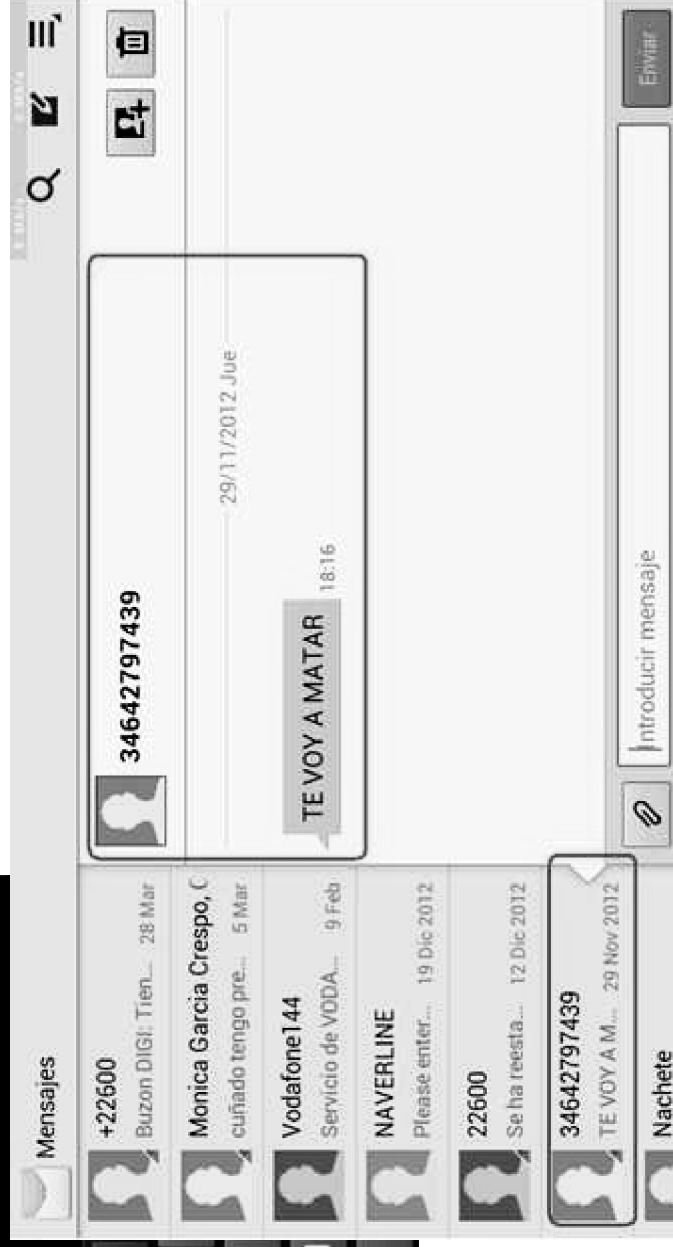 Mensajes
+22600
Buzon DIGI: Tien... 28 Mar
Monica Garcia Crespo, C
cuñado tengo pre... 5 Mar
Vodafone144
Servicio de VODA... 9 Feb
NAVERLINE
Please enter... 19 Dic 2012
22600
Se ha reesta... 12 Dic 2012
34642797439
TE VOY A M... 29 Nov 2012
Nachete
34642797439
29/11/2012 Jue
TE VOY A MATAR 18:16
Introducir mensaje
Enviar